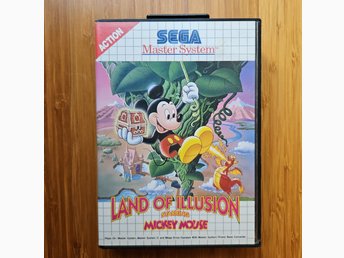 ACTION
SEGA
Master System
LAND OF ILLUSION
STARRING
MICKEY MOUSE